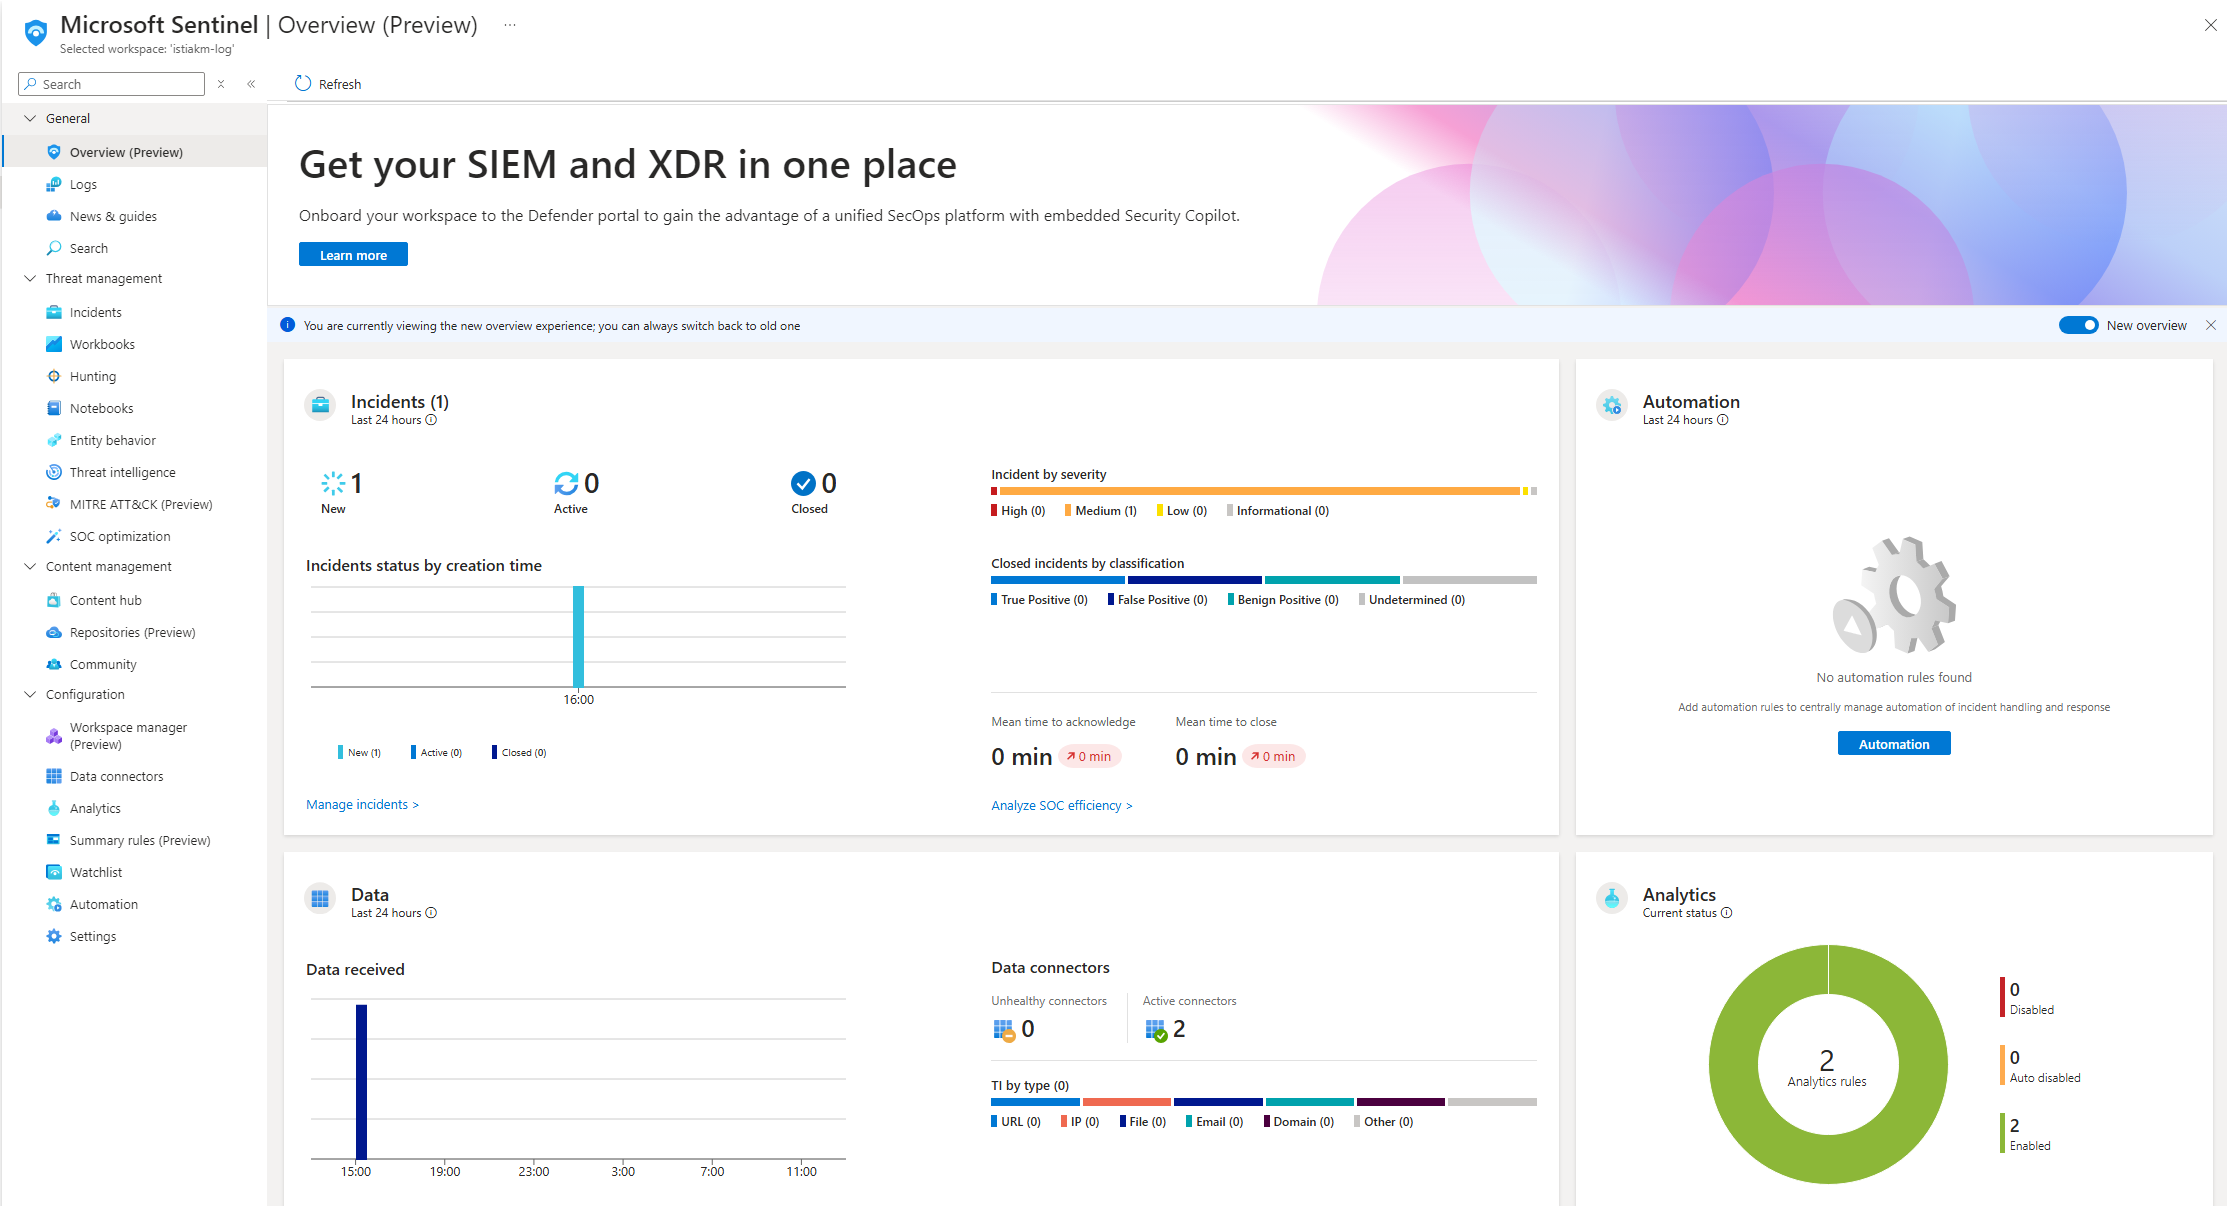 Microsoft Sentinel | Overview (Preview) ...
Selected workspace: 'istiakm-log'
Search
Refresh
General
Overview (Preview)
Logs
News & guides
Search
Threat management
Incidents
Workbooks
Hunting
Notebooks
Entity behavior
Threat intelligence
MITRE ATT&CK (Preview)
SOC optimization
Content management
Content hub
Repositories (Preview)
Community
Configuration
Workspace manager
(Preview)
Data connectors
Analytics
Summary rules (Preview)
Watchlist
Automation
Settings
Get your SIEM and XDR in one place
Onboard your workspace to the Defender portal to gain the advantage of a unified SecOps platform with embedded Security Copilot.
Learn more
You are currently viewing the new overview experience; you can always switch back to old one
New overview
Incidents (1)
Last 24 hours
1
New
0
Active
0
Closed
Incidents status by creation time
16:00
New (1) Active (0) Closed (0)
Manage incidents >
Incident by severity
High (0) Medium (1) Low (0) Informational (0)
Closed incidents by classification
True Positive (0) False Positive (0) Benign Positive (0) Undetermined (0)
Mean time to acknowledge
0 min 0 min
Mean time to close
0 min 0 min
Analyze SOC efficiency >
Automation
Last 24 hours
No automation rules found
Add automation rules to centrally manage automation of incident handling and response
Automation
Data
Last 24 hours
Data received
15:00 19:00 23:00 3:00 7:00 11:00
Data connectors
Unhealthy connectors
0
Active connectors
2
TI by type (0)
URL (0) IP (0) File (0) Email (0) Domain (0) Other (0)
Analytics
Current status
2
Analytics rules
0
Disabled
0
Auto disabled
2
Enabled